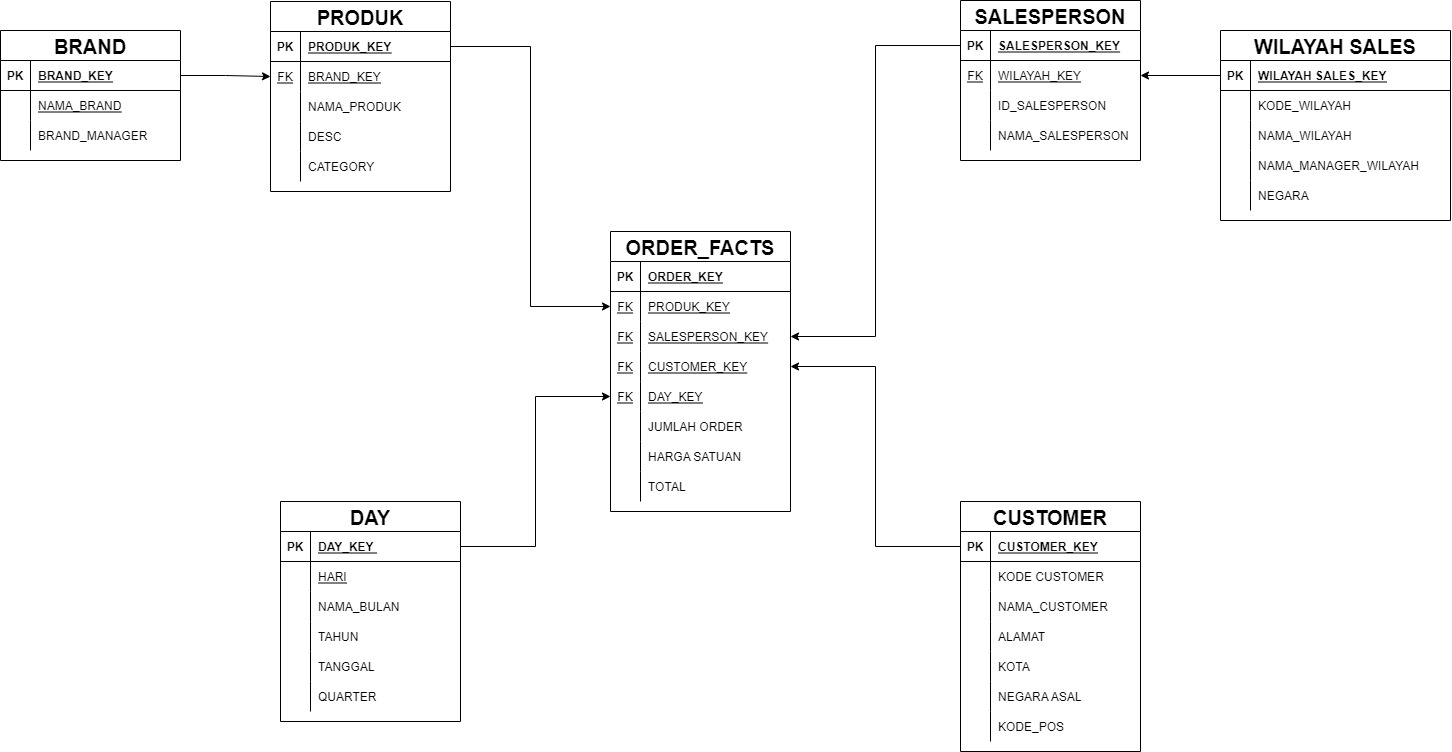 BRAND
PK BRAND_KEY
NAMA_BRAND
BRAND_MANAGER
PRODUK
PK PRODUK_KEY
FK BRAND_KEY
NAMA_PRODUK
DESC
CATEGORY
SALESPERSON
PK SALESPERSON_KEY
FK WILAYAH_KEY
ID_SALESPERSON
NAMA_SALESPERSON
WILAYAH SALES
PK WILAYAH SALES_KEY
KODE_WILAYAH
NAMA_WILAYAH
NAMA_MANAGER_WILAYAH
NEGARA
ORDER_FACTS
PK ORDER_KEY
FK PRODUK_KEY
FK SALESPERSON_KEY
FK CUSTOMER_KEY
FK DAY_KEY
JUMLAH ORDER
HARGA SATUAN
TOTAL
DAY
PK DAY_KEY
HARI
NAMA_BULAN
TAHUN
TANGGAL
QUARTER
CUSTOMER
PK CUSTOMER_KEY
KODE CUSTOMER
NAMA_CUSTOMER
ALAMAT
KOTA
NEGARA ASAL
KODE_POS